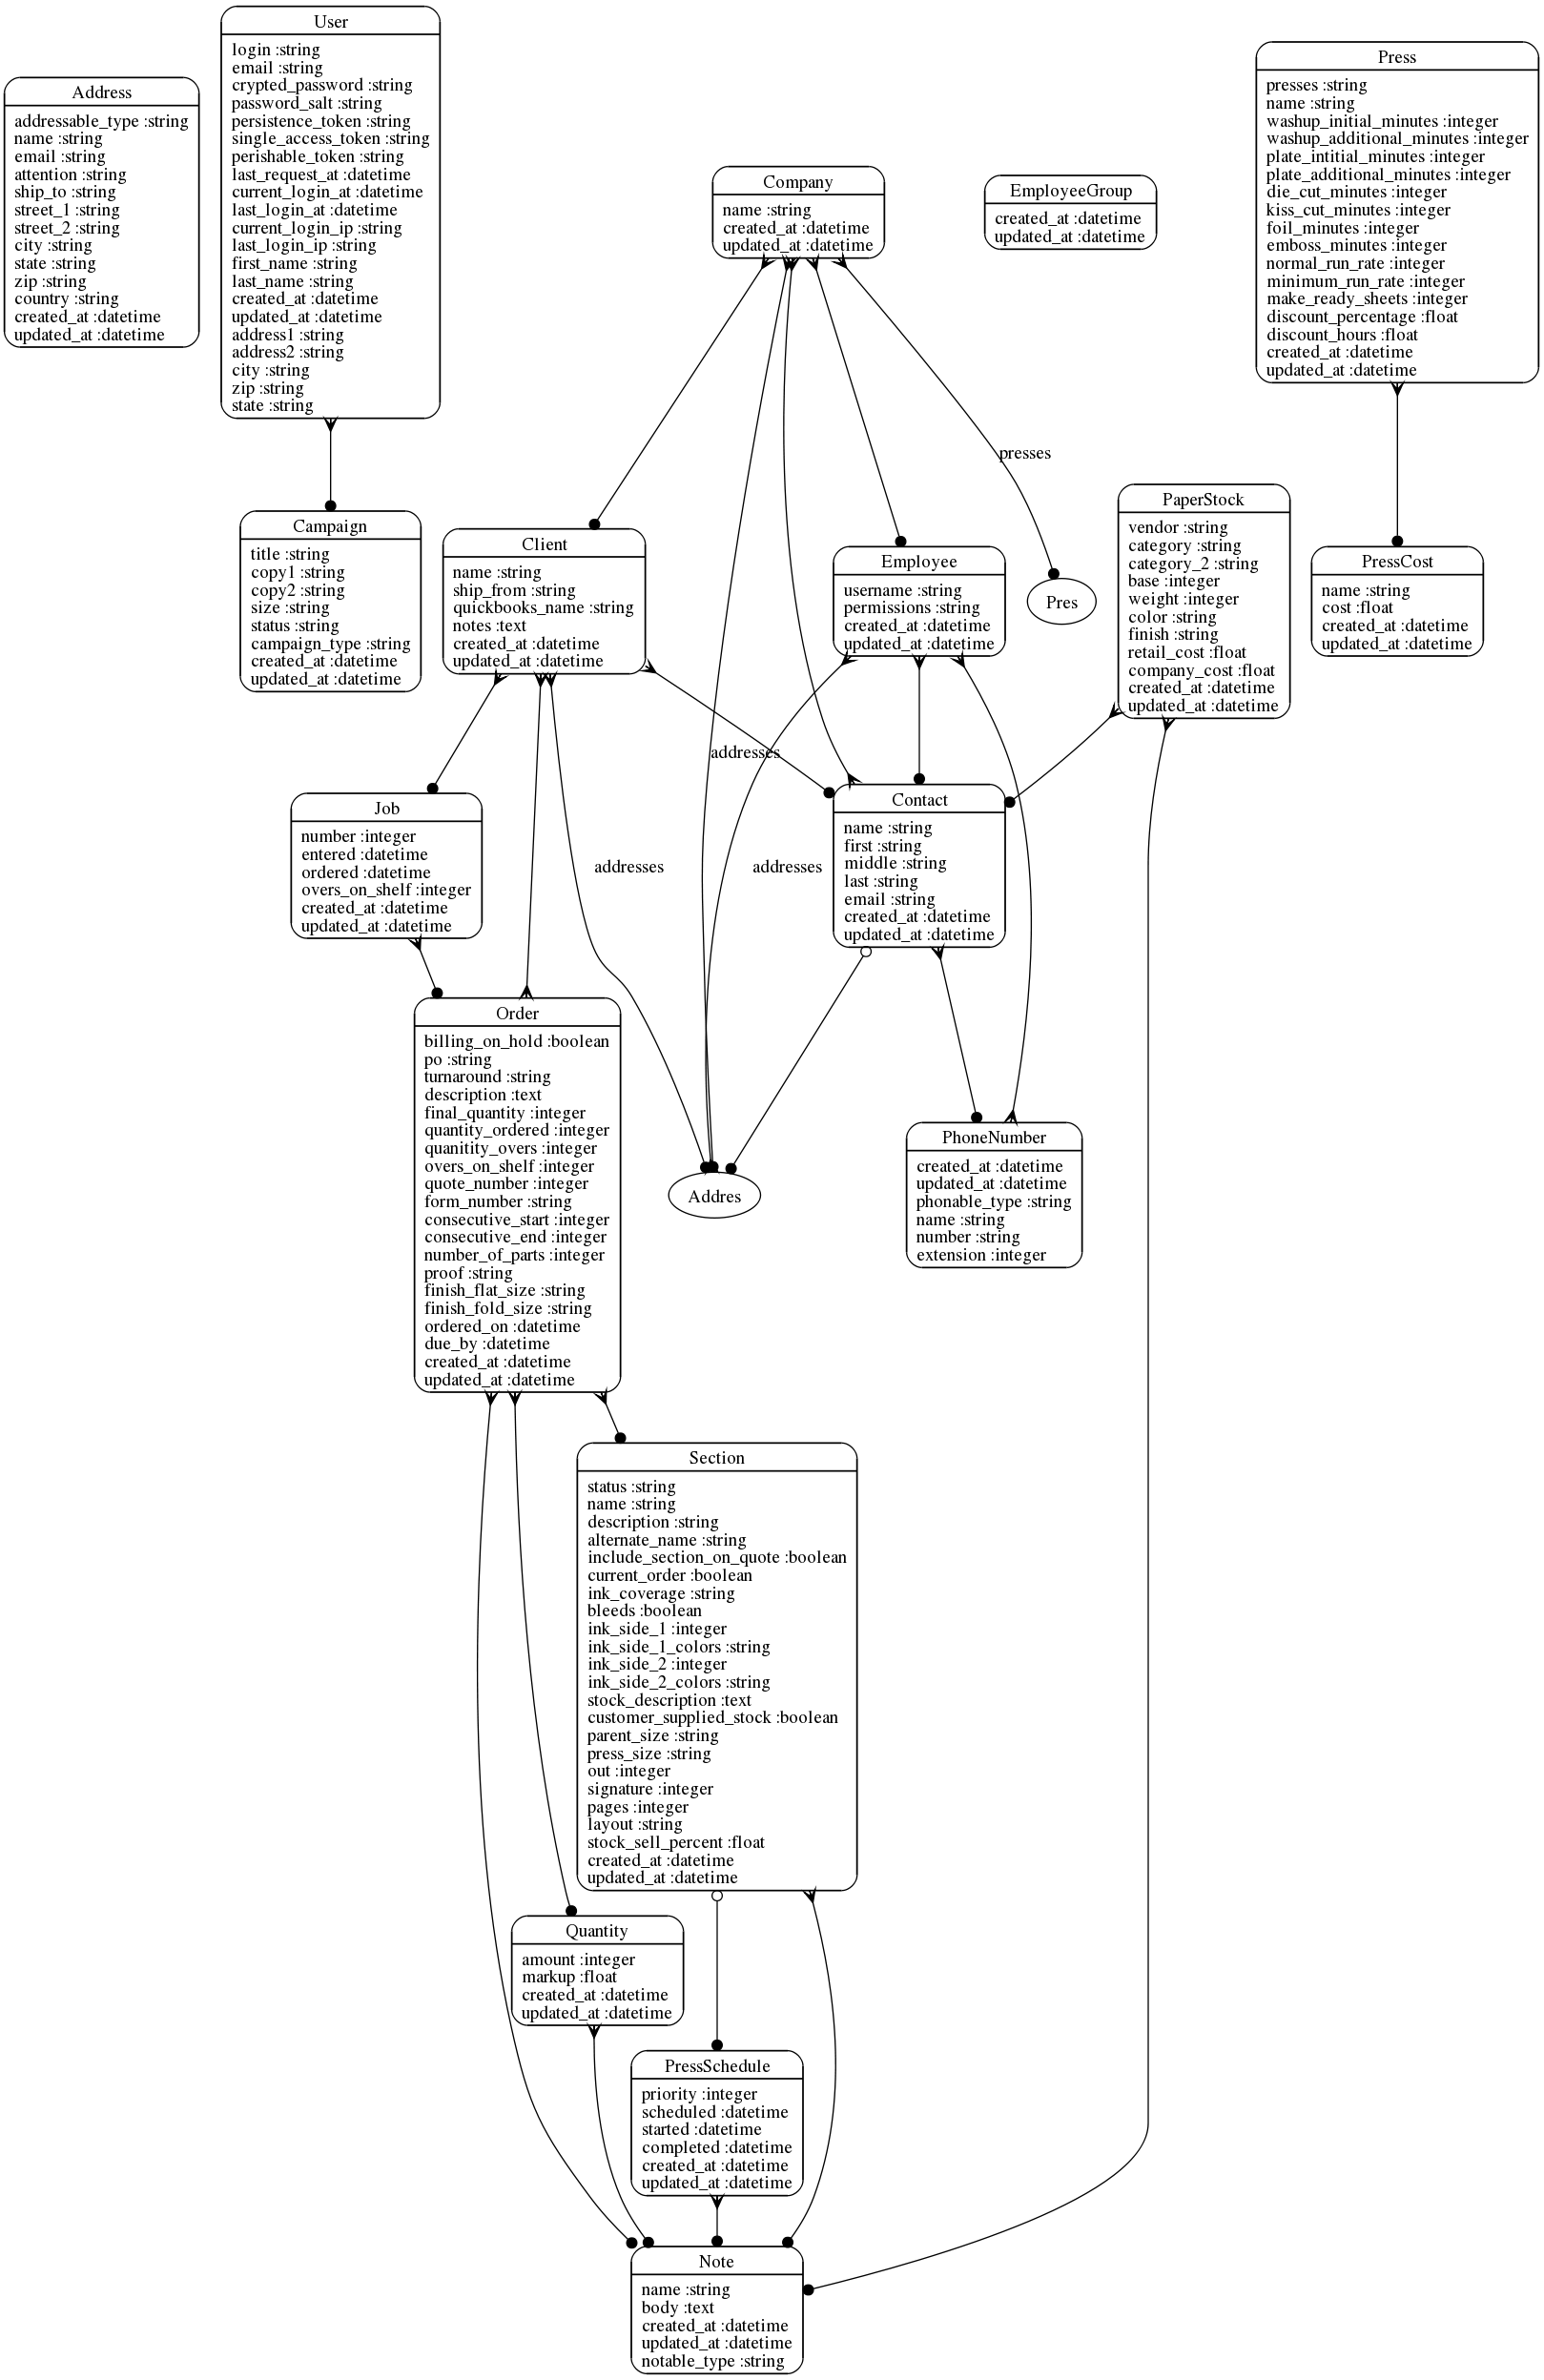 User
login :string
email :string
crypted_password :string
password_salt :string
persistence_token :string
single_access_token :string
perishable_token :string
last_request_at :datetime
current_login_at :datetime
last_login_at :datetime
current_login_ip :string
last_login_ip :string
first_name :string
last_name :string
created_at :datetime
updated_at :datetime
address1 :string
address2 :string
city :string
zip :string
state :string
Press
presses :string
name :string
washup_initial_minutes :integer
washup_additional_minutes :integer
plate_intitial_minutes :integer
plate_additional_minutes :integer
die_cut_minutes :integer
kiss_cut_minutes :integer
foil_minutes :integer
emboss_minutes :integer
normal_run_rate :integer
minimum_run_rate :integer
make_ready_sheets :integer
discount_percentage :float
discount_hours :float
created_at :datetime
updated_at :datetime
Address
addressable_type :string
name :string
email :string
attention :string
ship_to :string
street_1 :string
street_2 :string
city :string
state :string
zip :string
country :string
created_at :datetime
updated_at :datetime
Company
name :string
created_at :datetime
updated_at :datetime
EmployeeGroup
created_at :datetime
updated_at :datetime
presses
PaperStock
vendor :string
category :string
category_2 :string
base :integer
weight :integer
color :string
finish :string
retail_cost :float
company_cost :float
created_at :datetime
updated_at :datetime
Campaign
title :string
copy1 :string
copy2 :string
size :string
status :string
campaign_type :string
created_at :datetime
updated_at :datetime
Client
name :string
ship_from :string
quickbooks_name :string
notes :text
created_at :datetime
updated_at :datetime
Employee
username :string
permissions :string
created_at :datetime
updated_at :datetime
Pres
PressCost
name :string
cost :float
created_at :datetime
updated_at :datetime
addresses
Job
number :integer
entered :datetime
ordered :datetime
overs_on_shelf :integer
created_at :datetime
updated_at :datetime
addresses
addresses
Contact
name :string
first :string
middle :string
last :string
email :string
created_at :datetime
updated_at :datetime
Order
billing_on_hold :boolean
po :string
turnaround :string
description :text
final_quantity :integer
quantity_ordered :integer
quanitity_overs :integer
overs_on_shelf :integer
quote_number :integer
form_number :string
consecutive_start :integer
consecutive_end :integer
number_of_parts :integer
proof :string
finish_flat_size :string
finish_fold_size :string
ordered_on :datetime
due_by :datetime
created_at :datetime
updated_at :datetime
Addres
PhoneNumber
created_at :datetime
updated_at :datetime
phonable_type :string
name :string
number :string
extension :integer
Section
status :string
name :string
description :string
alternate_name :string
include_section_on_quote :boolean
current_order :boolean
ink_coverage :string
bleeds :boolean
ink_side_1 :integer
ink_side_1_colors :string
ink_side_2 :integer
ink_side_2_colors :string
stock_description :text
customer_supplied_stock :boolean
parent_size :string
press_size :string
out :integer
signature :integer
pages :integer
layout :string
stock_sell_percent :float
created_at :datetime
updated_at :datetime
Quantity
amount :integer
markup :float
created_at :datetime
updated_at :datetime
PressSchedule
priority :integer
scheduled :datetime
started :datetime
completed :datetime
created_at :datetime
updated_at :datetime
Note
name :string
body :text
created_at :datetime
updated_at :datetime
notable_type :string